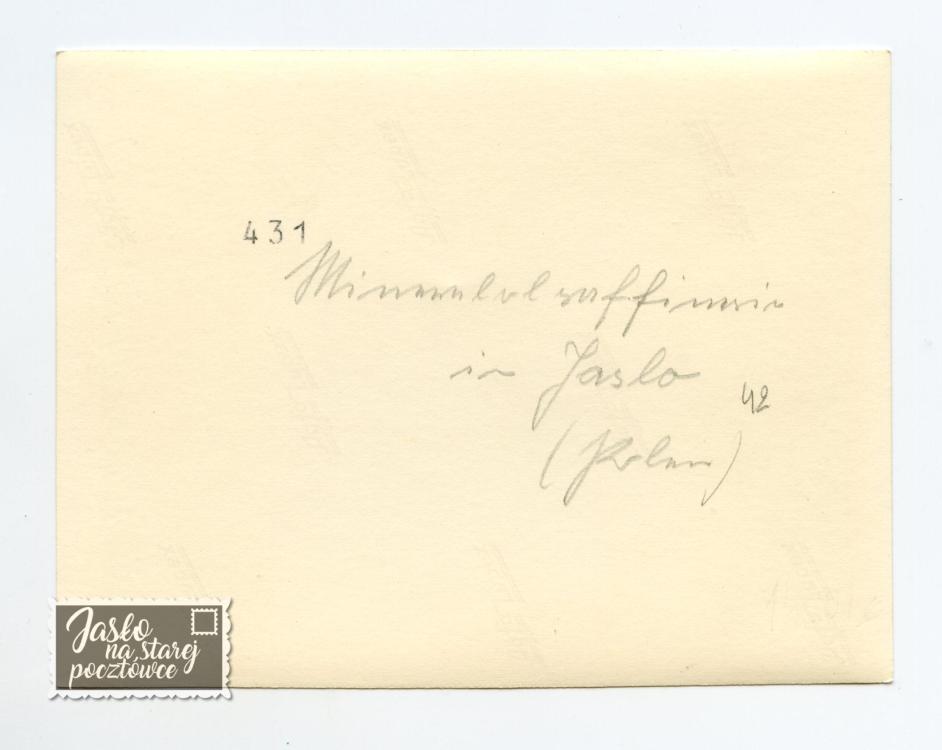 431
Mineralölraffinerie
in Jaslo
42
(Polen)
Jasło
na starej
pocztówce